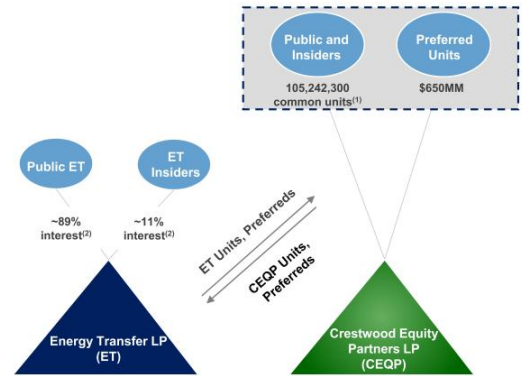 Public and
Insiders
Preferred
Units
105,242,300
common units(1)
$650MM
Public ET
ET
Insiders
~89%
interest(2)
~11%
interest(2)
ET Units, Preferreds
CEQP Units,
Preferreds
Energy Transfer LP
(ET)
Crestwood Equity
Partners LP
(CEQP)